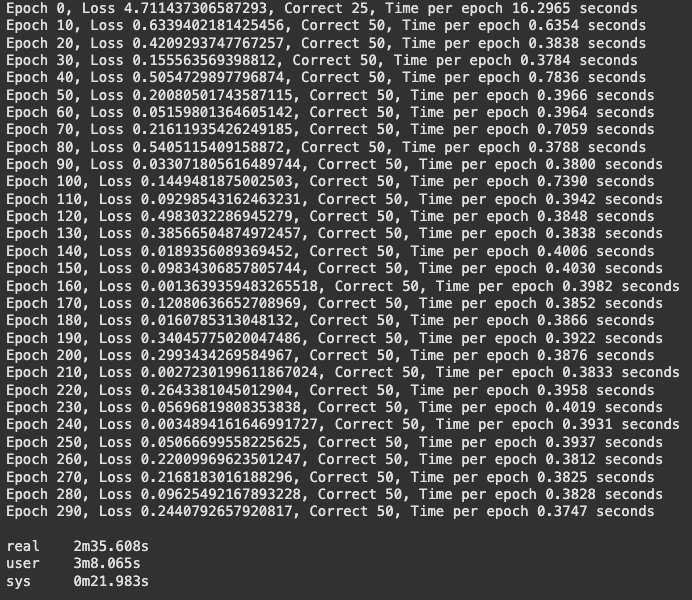 Epoch 0, Loss 4.711437306587293, Correct 25, Time per epoch 16.2965 seconds
Epoch 10, Loss 0.6339402181425456, Correct 50, Time per epoch 0.6354 seconds
Epoch 20, Loss 0.4209293747767257, Correct 50, Time per epoch 0.3838 seconds
Epoch 30, Loss 0.155563569398812, Correct 50, Time per epoch 0.3784 seconds
Epoch 40, Loss 0.5054729897796874, Correct 50, Time per epoch 0.7836 seconds
Epoch 50, Loss 0.20080501743587115, Correct 50, Time per epoch 0.3966 seconds
Epoch 60, Loss 0.05159801364605142, Correct 50, Time per epoch 0.3964 seconds
Epoch 70, Loss 0.21611935426249185, Correct 50, Time per epoch 0.7059 seconds
Epoch 80, Loss 0.5405115409158872, Correct 50, Time per epoch 0.3788 seconds
Epoch 90, Loss 0.033071805616489744, Correct 50, Time per epoch 0.3800 seconds
Epoch 100, Loss 0.1449481875002503, Correct 50, Time per epoch 0.7390 seconds
Epoch 110, Loss 0.09298543162463231, Correct 50, Time per epoch 0.3942 seconds
Epoch 120, Loss 0.4983032286945279, Correct 50, Time per epoch 0.3848 seconds
Epoch 130, Loss 0.38566504874972457, Correct 50, Time per epoch 0.3838 seconds
Epoch 140, Loss 0.0189356089369452, Correct 50, Time per epoch 0.4006 seconds
Epoch 150, Loss 0.09834306857805744, Correct 50, Time per epoch 0.4030 seconds
Epoch 160, Loss 0.0013639359483265518, Correct 50, Time per epoch 0.3982 seconds
Epoch 170, Loss 0.12080636652708969, Correct 50, Time per epoch 0.3852 seconds
Epoch 180, Loss 0.0160785313048132, Correct 50, Time per epoch 0.3866 seconds
Epoch 190, Loss 0.34045775020047486, Correct 50, Time per epoch 0.3922 seconds
Epoch 200, Loss 0.2993434269584967, Correct 50, Time per epoch 0.3876 seconds
Epoch 210, Loss 0.0027230199611867024, Correct 50, Time per epoch 0.3833 seconds
Epoch 220, Loss 0.2643381045012904, Correct 50, Time per epoch 0.3958 seconds
Epoch 230, Loss 0.05696819808353838, Correct 50, Time per epoch 0.4019 seconds
Epoch 240, Loss 0.0034894161646991727, Correct 50, Time per epoch 0.3931 seconds
Epoch 250, Loss 0.05066699558225625, Correct 50, Time per epoch 0.3937 seconds
Epoch 260, Loss 0.22009969623501247, Correct 50, Time per epoch 0.3812 seconds
Epoch 270, Loss 0.2168183016188296, Correct 50, Time per epoch 0.3825 seconds
Epoch 280, Loss 0.09625492167893228, Correct 50, Time per epoch 0.3828 seconds
Epoch 290, Loss 0.2440792657920817, Correct 50, Time per epoch 0.3747 seconds
real 2m35.608s
user 3m8.065s
sys 0m21.983s